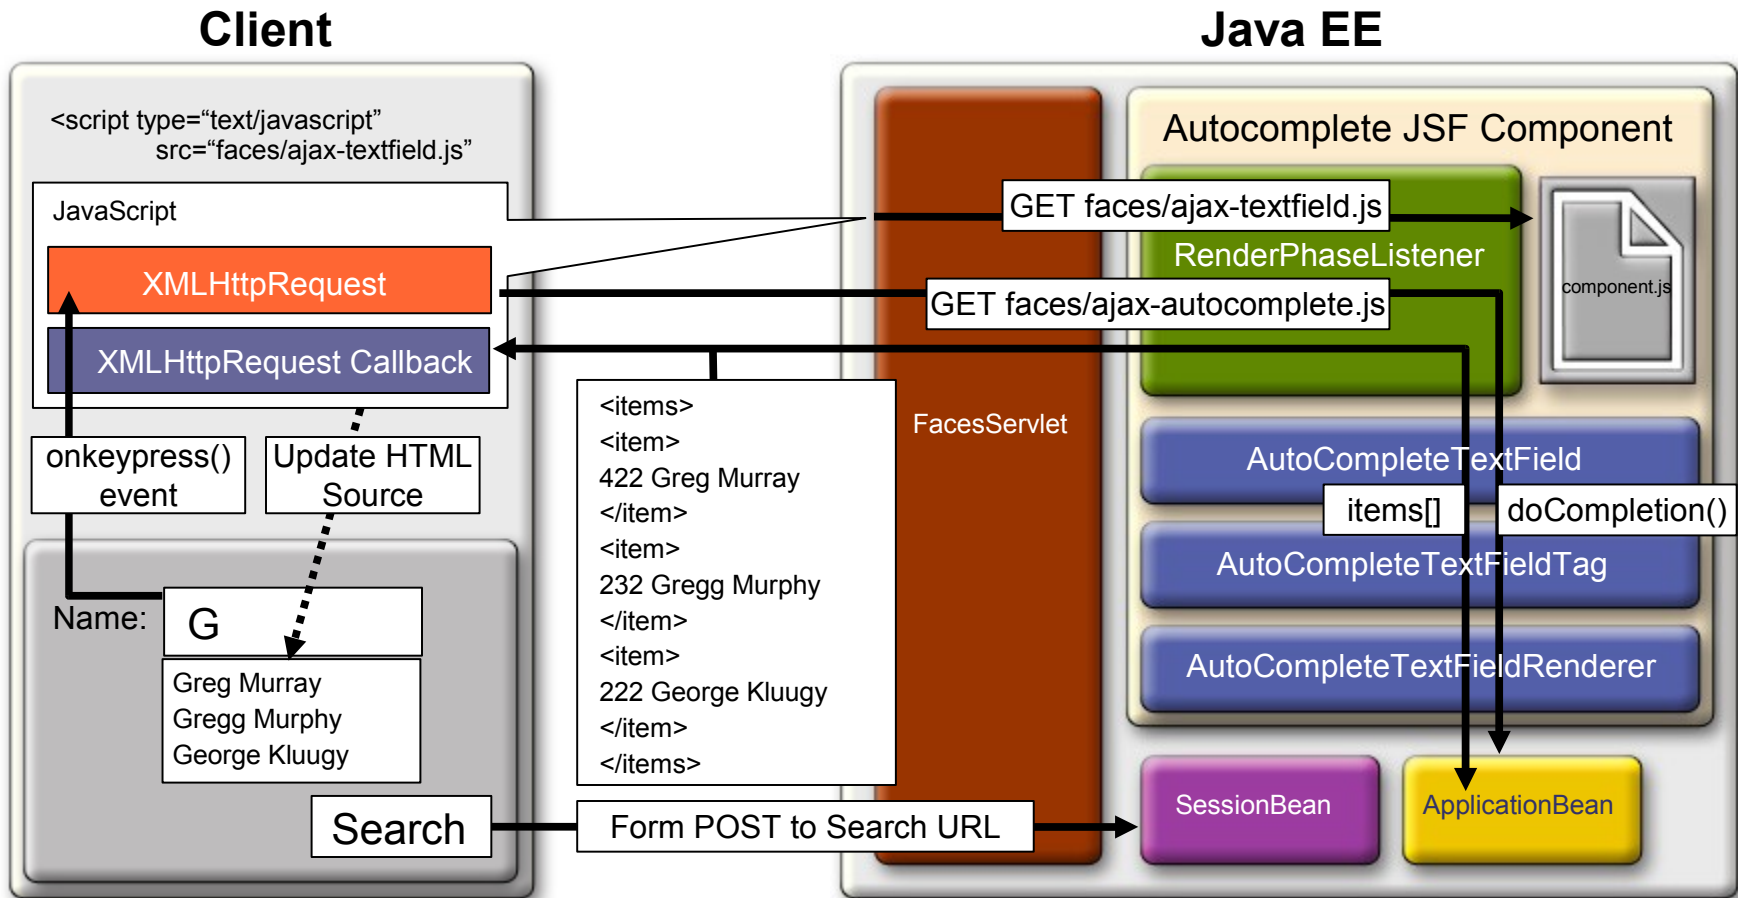 Client
Java EE
<script type=“text/javascript”
src=“faces/ajax-textfield.js”
JavaScript
XMLHttpRequest
XMLHttpRequest Callback
onkeypress()
event
Update HTML
Source
Name:
G
Greg Murray
Gregg Murphy
George Kluugy
Search
<items>
<item>
422 Greg Murray
</item>
<item>
232 Gregg Murphy
</item>
<item>
222 George Kluugy
</item>
</items>
Form POST to Search URL
FacesServlet
Autocomplete JSF Component
GET faces/ajax-textfield.js
RenderPhaseListener
GET faces/ajax-autocomplete.js
component.js
AutoCompleteTextField
items[]
doCompletion()
AutoCompleteTextFieldTag
AutoCompleteTextFieldRenderer
SessionBean
ApplicationBean